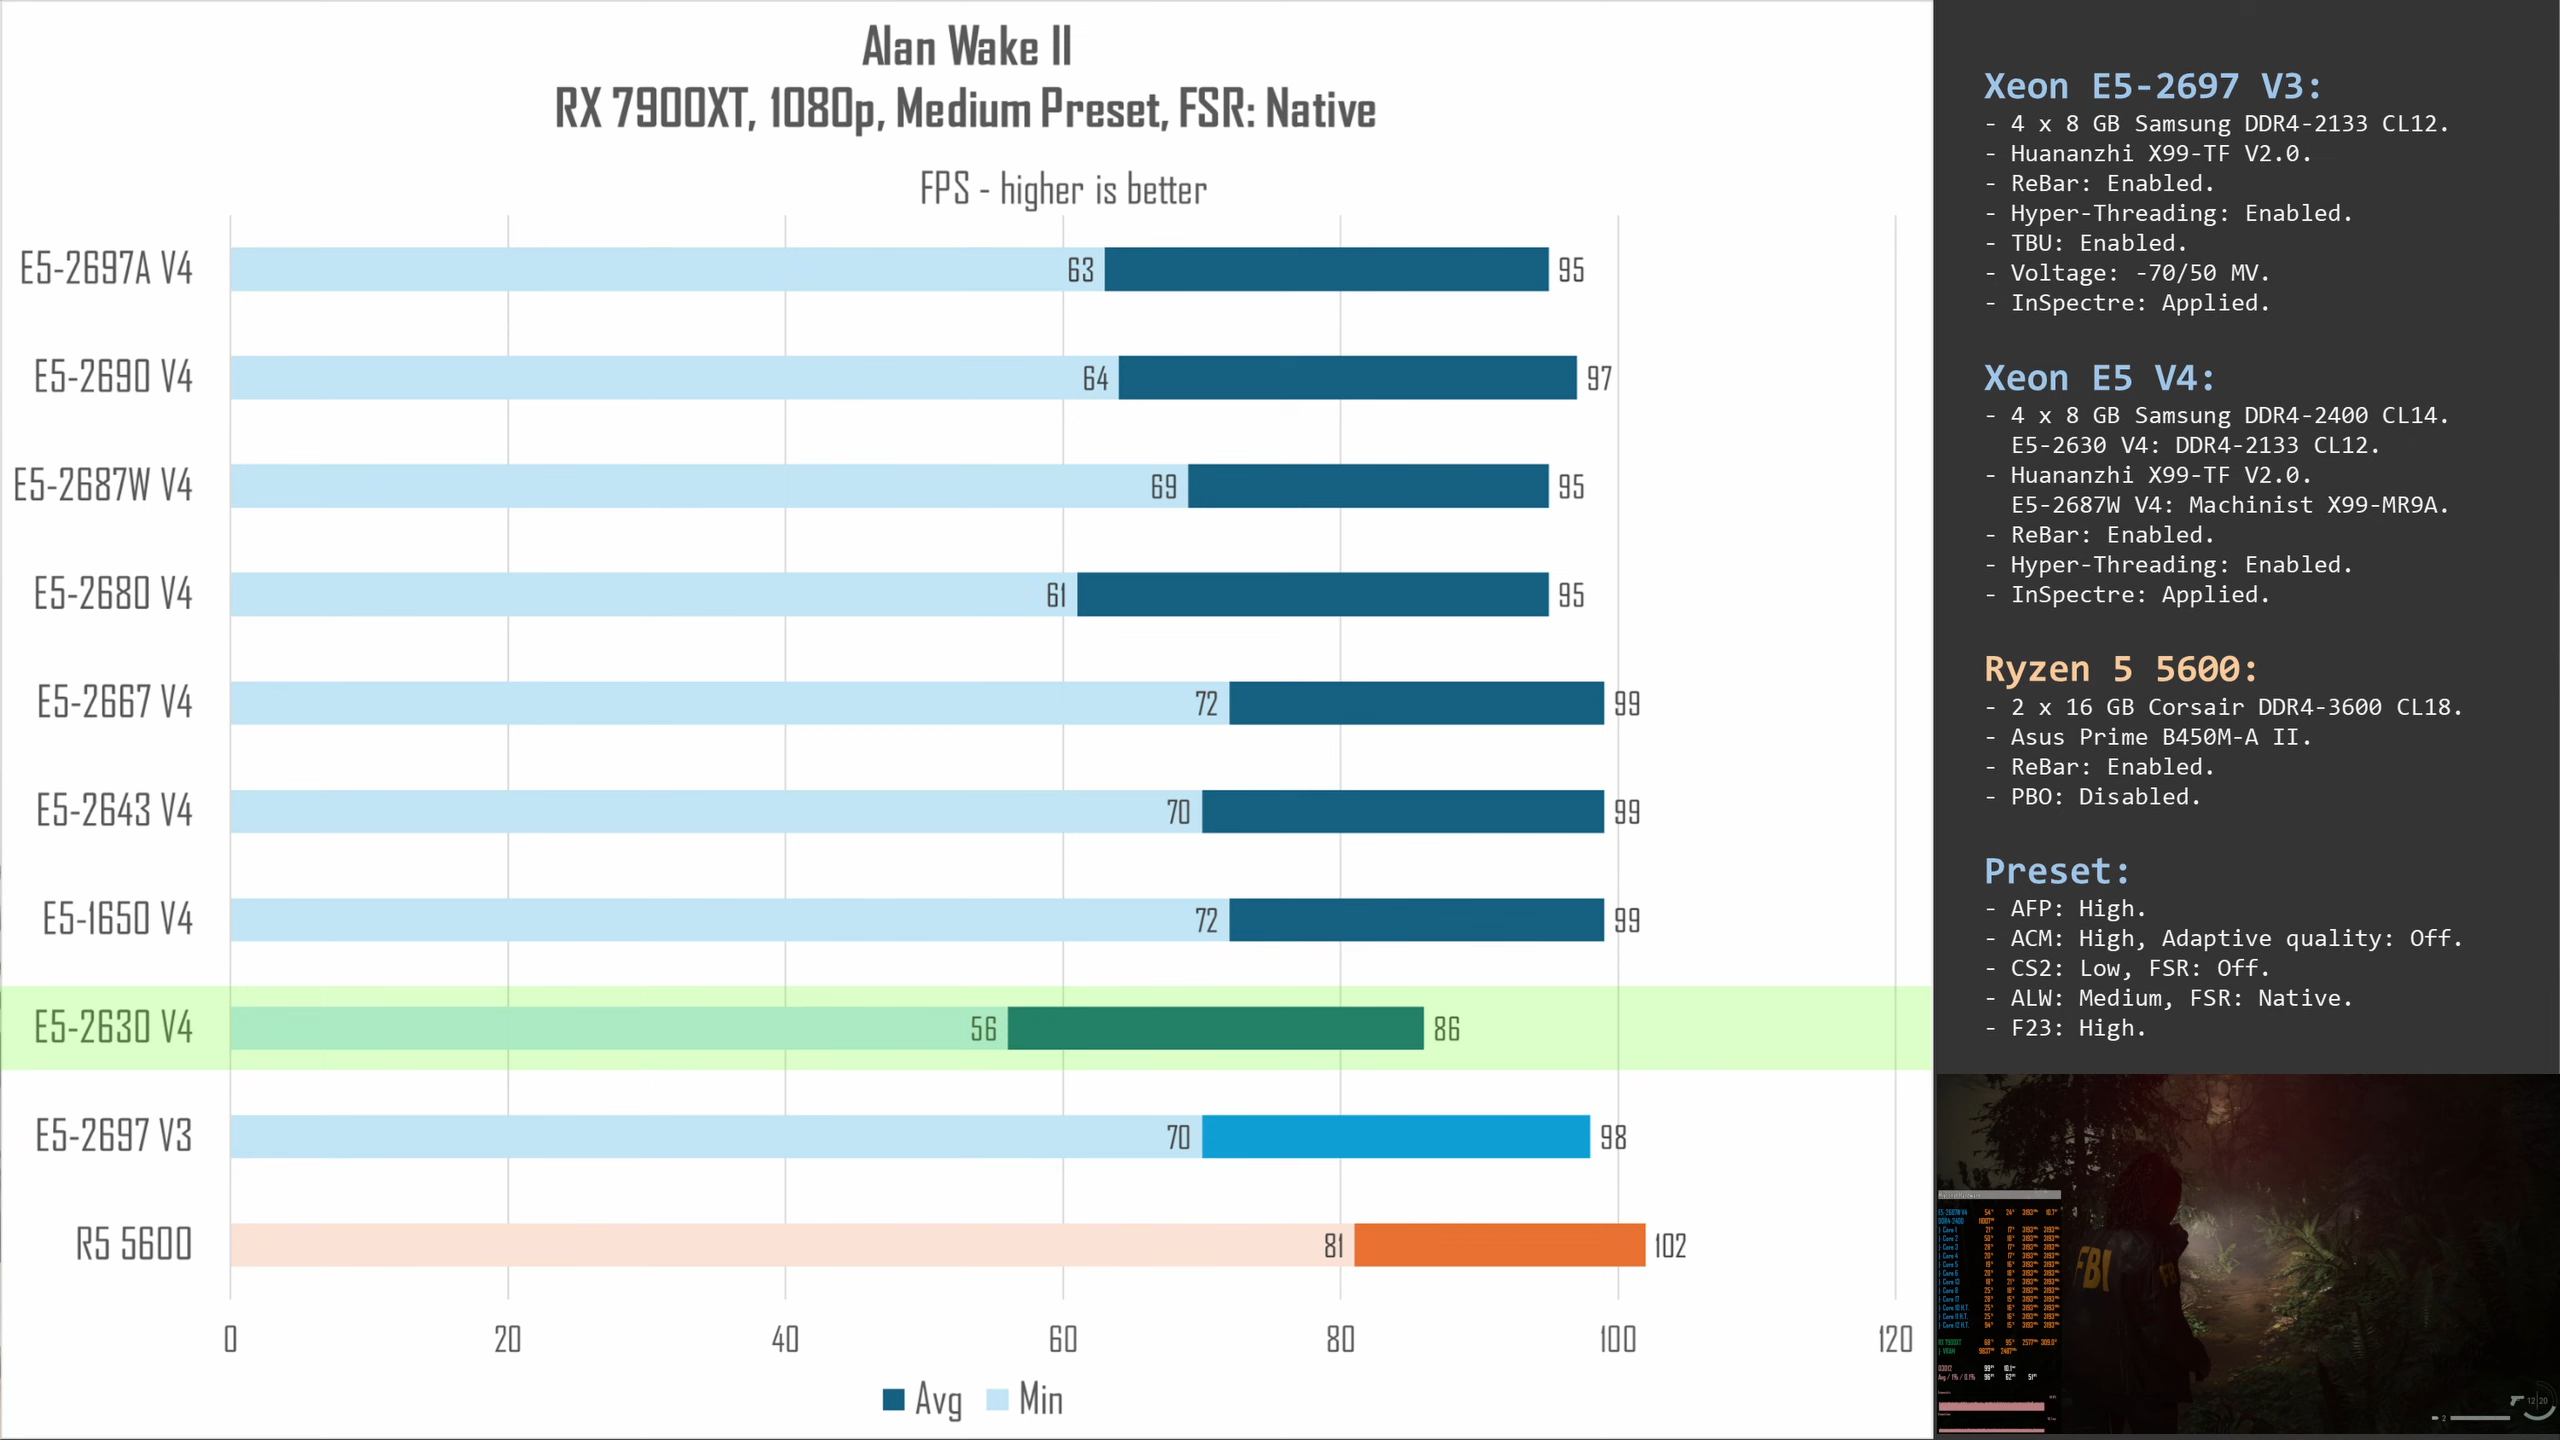 Alan Wake II
RX 7900XT, 1080p, Medium Preset, FSR: Native
FPS - higher is better
E5-2697A V4 63 95
E5-2690 V4 64 97
E5-2687W V4 69 95
E5-2680 V4 61 95
E5-2667 V4 72 99
E5-2643 V4 70 99
E5-1650 V4 72 99
E5-2630 V4 56 86
E5-2697 V3 70 98
R5 5600 81 102
0 20 40 60 80 100 120
Avg Min
Xeon E5-2697 V3:
- 4 x 8 GB Samsung DDR4-2133 CL12.
- Huananzhi X99-TF V2.0.
- ReBar: Enabled.
- Hyper-Threading: Enabled.
- TBU: Enabled.
- Voltage: -70/50 MV.
- InSpectre: Applied.
Xeon E5 V4:
- 4 x 8 GB Samsung DDR4-2400 CL14.
E5-2630 V4: DDR4-2133 CL12.
- Huananzhi X99-TF V2.0.
E5-2687W V4: Machinist X99-MR9A.
- ReBar: Enabled.
- Hyper-Threading: Enabled.
- InSpectre: Applied.
Ryzen 5 5600:
- 2 x 16 GB Corsair DDR4-3600 CL18.
- Asus Prime B450M-A II.
- ReBar: Enabled.
- PBO: Disabled.
Preset:
- AFP: High.
- ACM: High, Adaptive quality: Off.
- CS2: Low, FSR: Off.
- ALW: Medium, FSR: Native.
- F23: High.
FBI